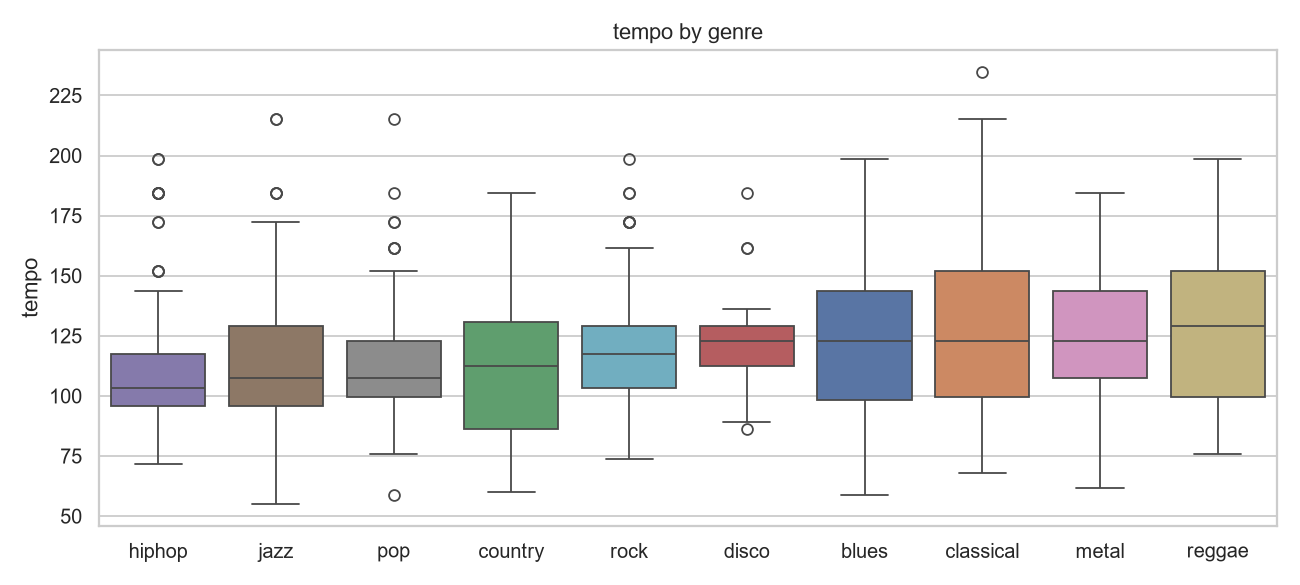 tempo by genre
tempo
225
200
175
150
125
100
75
50
hiphop jazz pop country rock disco blues classical metal reggae